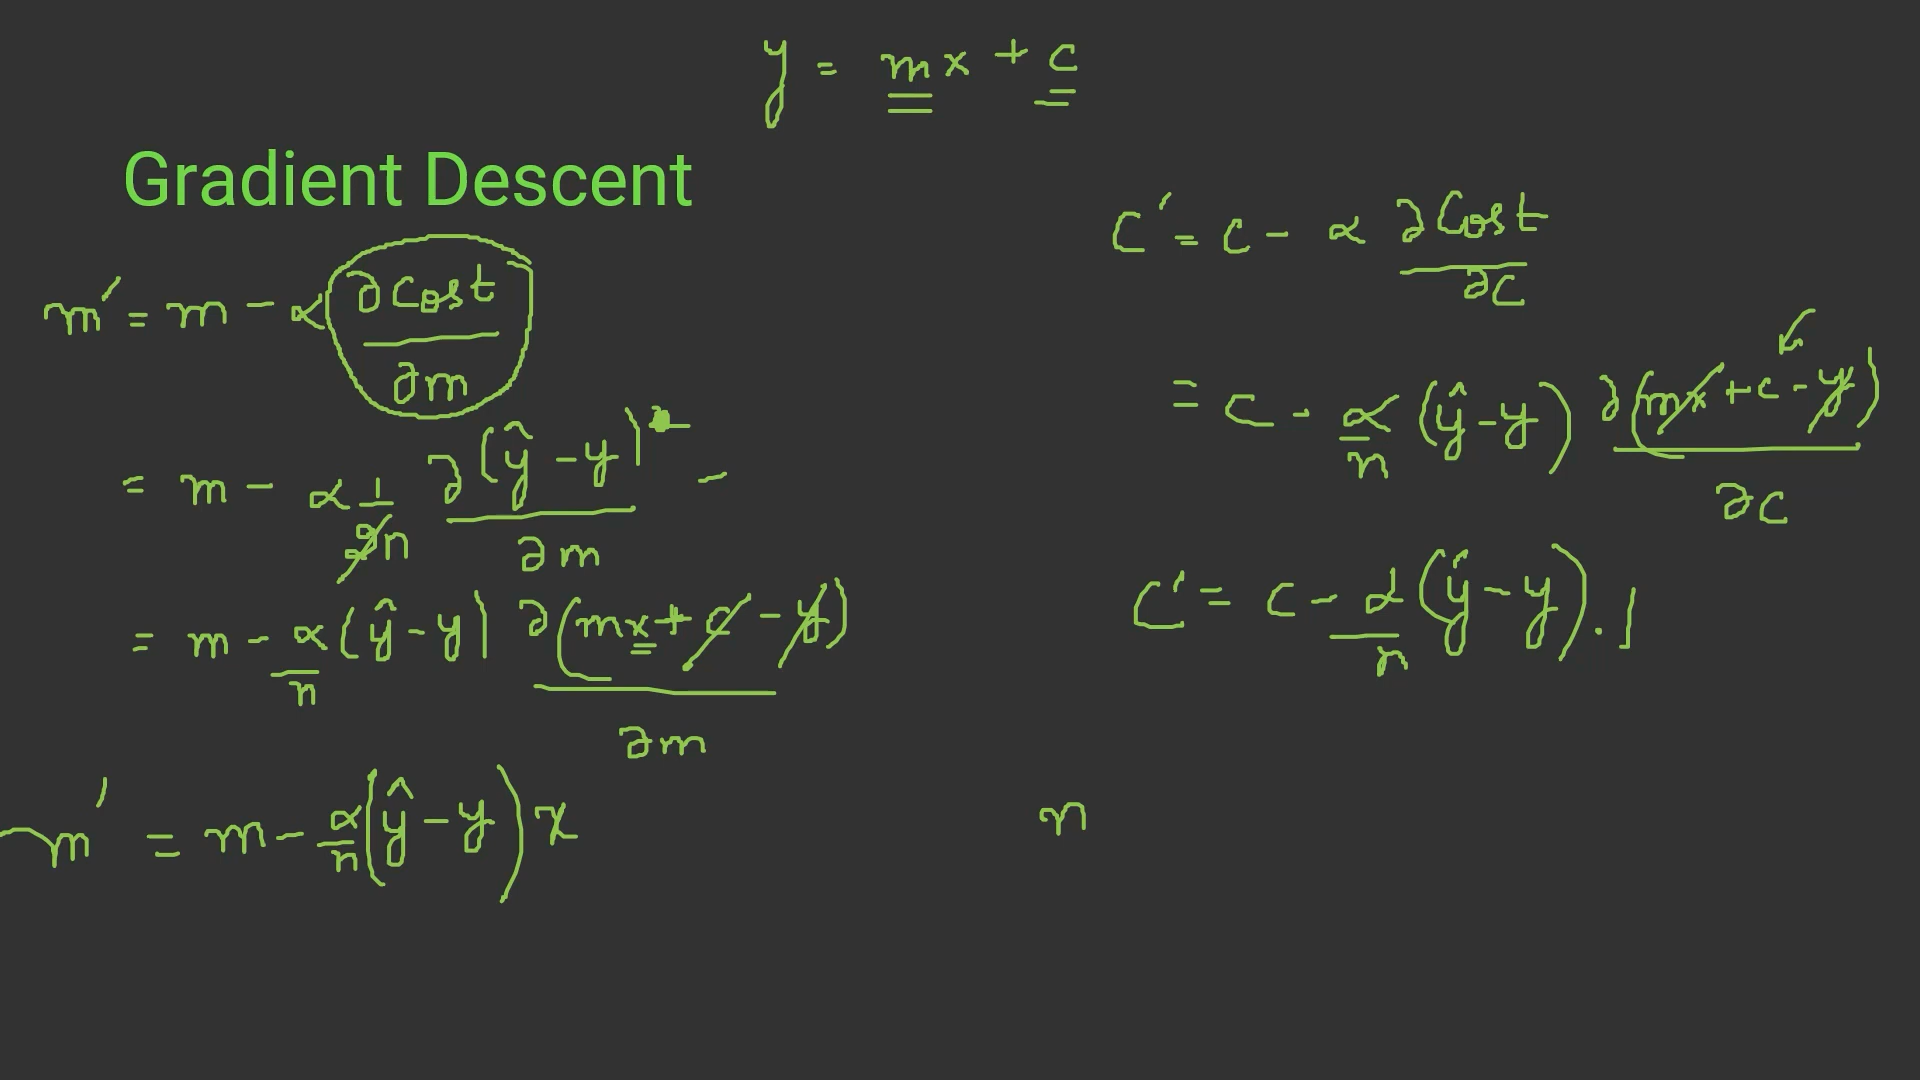 y = mx + c
Gradient Descent
m' = m - α ∂Cost / ∂m
= m - α 1/2n ∂(ŷ - y)² / ∂m -
= m - α/n (ŷ - y) ∂(mx + c - y) / ∂m
m' = m - α/n (ŷ - y) x
C' = C - α ∂Cost / ∂C
= C - α/n (ŷ - y) ∂(mx + c - y) / ∂C
C' = C - α/n (ŷ - y) . 1
n